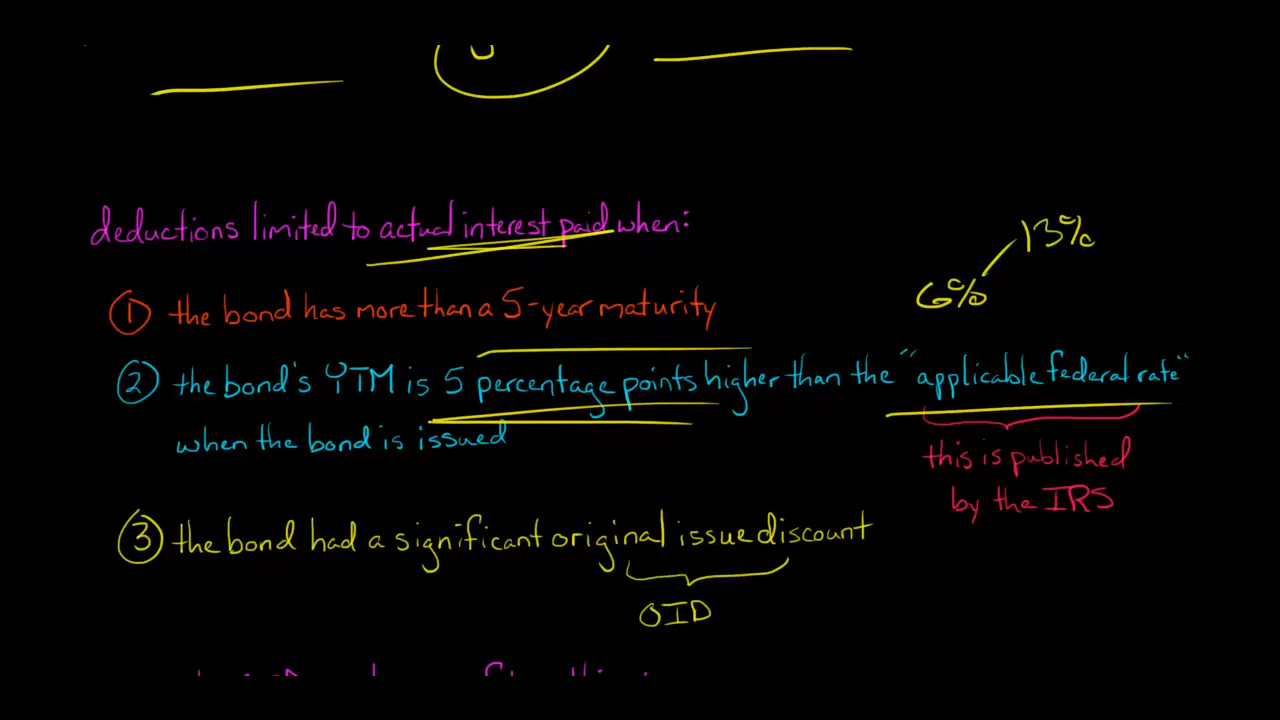 deductions limited to actual interest paid when:
13%
6%
① the bond has more than a 5-year maturity
② the bond's YTM is 5 percentage points higher than the "applicable federal rate"
when the bond is issued
this is published
by the IRS
③ the bond had a significant original issue discount
OID